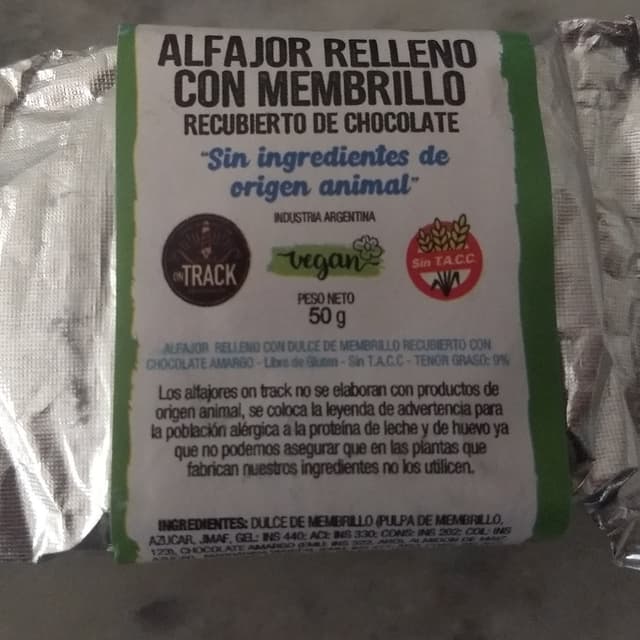 ALFAJOR RELLENO
CON MEMBRILLO
RECUBIERTO DE CHOCOLATE
"Sin ingredientes de
origen animal"
INDUSTRIA ARGENTINA
ON TRACK
vegan
Sin T.A.C.C.
PESO NETO
50 g
ALFAJOR RELLENO CON DULCE DE MEMBRILLO RECUBIERTO CON
CHOCOLATE AMARGO - Libre de Gluten - Sin T.A.C.C - TENOR GRASO: 9%
Los alfajores on track no se elaboran con productos de
origen animal, se coloca la leyenda de advertencia para
la población alérgica a la proteína de leche y de huevo ya
que no podemos asegurar que en las plantas que
fabrican nuestros ingredientes no los utilicen.
INGREDIENTES: DULCE DE MEMBRILLO (PULPA DE MEMBRILLO,
AZUCAR, JMAF, GEL: INS 440; ACI: INS 330; CONS: INS 202; COL: INS
122), CHOCOLATE AMARGO